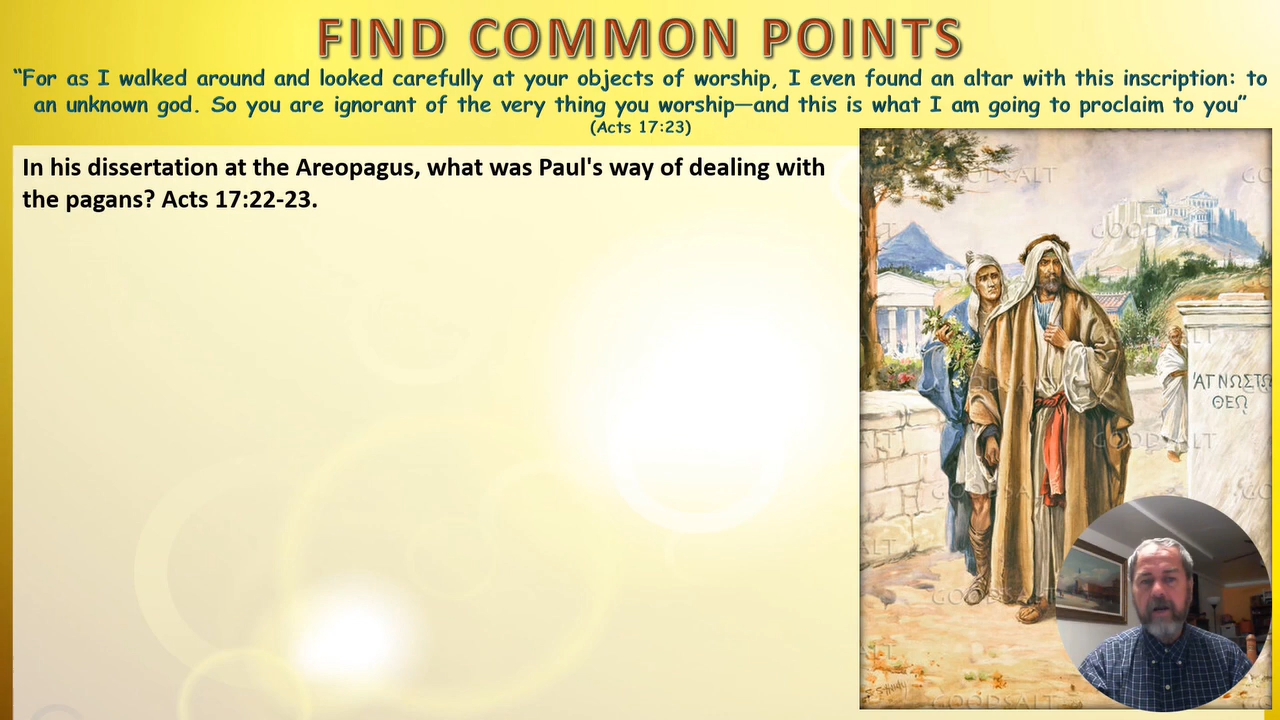 FIND COMMON POINTS
“For as I walked around and looked carefully at your objects of worship, I even found an altar with this inscription: to
an unknown god. So you are ignorant of the very thing you worship—and this is what I am going to proclaim to you”
(Acts 17:23)
In his dissertation at the Areopagus, what was Paul's way of dealing with
the pagans? Acts 17:22-23.
GOODSALT
ἈΓΝΩΣΤΩ
ΘΕῼ